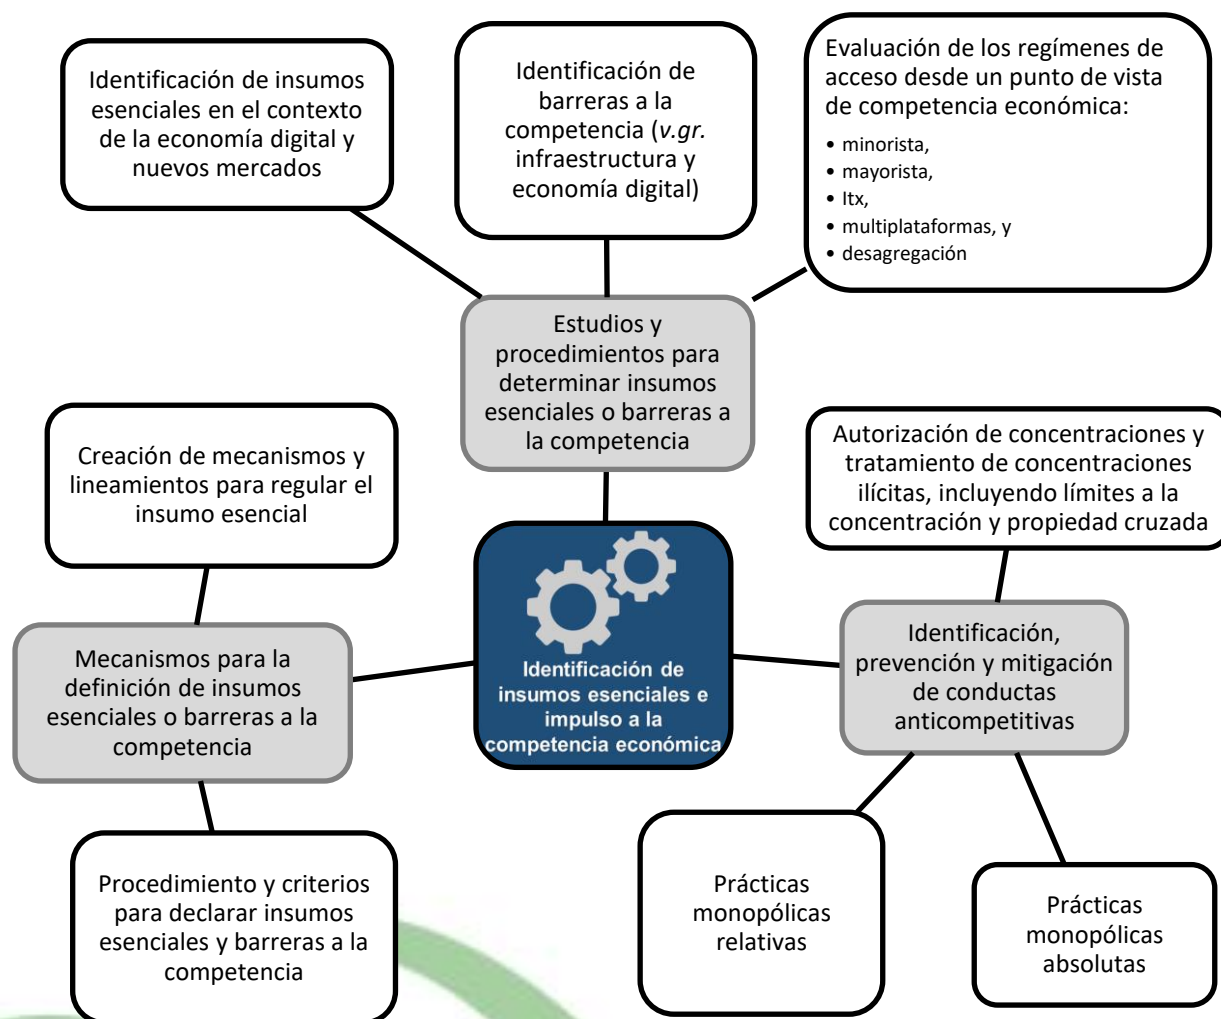 Identificación de insumos
esenciales en el contexto
de la economía digital y
nuevos mercados
Identificación de
barreras a la
competencia (v.gr.
infraestructura y
economía digital)
Evaluación de los regímenes de
acceso desde un punto de vista
de competencia económica:
• minorista,
• mayorista,
• Itx,
• multiplataformas, y
• desagregación
Estudios y
procedimientos para
determinar insumos
esenciales o barreras a
la competencia
Creación de mecanismos y
lineamientos para regular el
insumo esencial
Autorización de concentraciones y
tratamiento de concentraciones
ilícitas, incluyendo límites a la
concentración y propiedad cruzada
Mecanismos para la
definición de insumos
esenciales o barreras a la
competencia
Identificación de
insumos esenciales e
impulso a la
competencia económica
Identificación,
prevención y mitigación
de conductas
anticompetitivas
Procedimiento y criterios
para declarar insumos
esenciales y barreras a la
competencia
Prácticas
monopólicas
relativas
Prácticas
monopólicas
absolutas